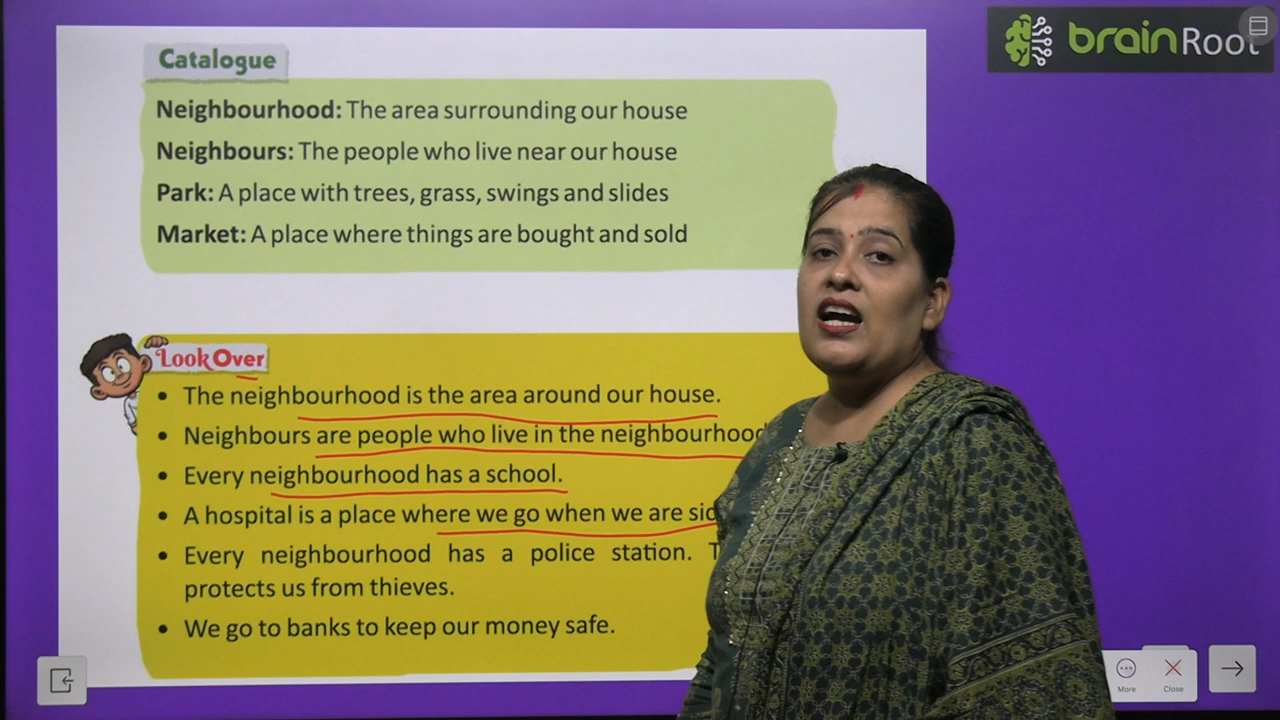 brainRoot
Catalogue
Neighbourhood: The area surrounding our house
Neighbours: The people who live near our house
Park: A place with trees, grass, swings and slides
Market: A place where things are bought and sold
Look Over
• The neighbourhood is the area around our house.
• Neighbours are people who live in the neighbourhood
• Every neighbourhood has a school.
• A hospital is a place where we go when we are
• Every neighbourhood has a police station.
protects us from thieves.
• We go to banks to keep our money safe.
More
Close